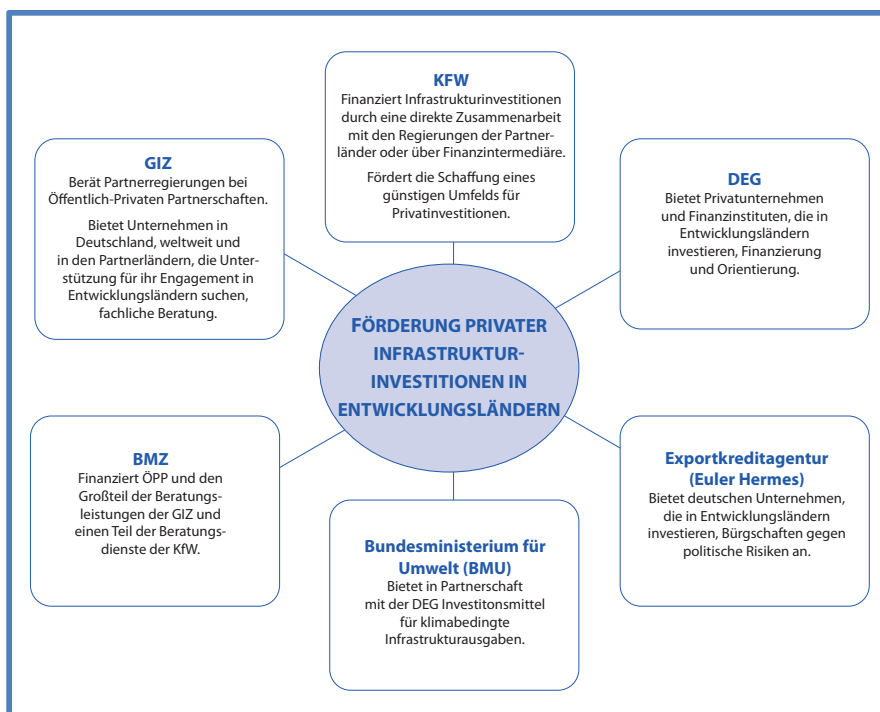 KFW
Finanziert Infrastrukturinvestitionen
durch eine direkte Zusammenarbeit
mit den Regierungen der Partner-
länder oder über Finanzintermediäre.
Fördert die Schaffung eines
günstigen Umfelds für
Privatinvestitionen.
GIZ
Berät Partnerregierungen bei
Öffentlich-Privaten Partnerschaften.
Bietet Unternehmen in
Deutschland, weltweit und
in den Partnerländern, die Unter-
stützung für ihr Engagement in
Entwicklungsländern suchen,
fachliche Beratung.
DEG
Bietet Privatunternehmen
und Finanzinstituten, die in
Entwicklungsländern
investieren, Finanzierung
und Orientierung.
FÖRDERUNG PRIVATER
INFRASTRUKTUR-
INVESTITIONEN IN
ENTWICKLUNGSLÄNDERN
BMZ
Finanziert ÖPP und den
Großteil der Beratungs-
leistungen der GIZ und
einen Teil der Beratungs-
dienste der KfW.
Bundesministerium für
Umwelt (BMU)
Bietet in Partnerschaft
mit der DEG Investitonsmittel
für klimabedingte
Infrastrukturausgaben.
Exportkreditagentur
(Euler Hermes)
Bietet deutschen Unternehmen,
die in Entwicklungsländern
investieren, Bürgschaften gegen
politische Risiken an.